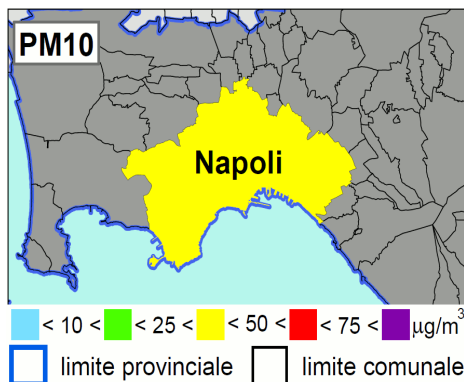 PM10
Napoli
< 10 < < 25 < < 50 < < 75 < μg/m³
limite provinciale limite comunale